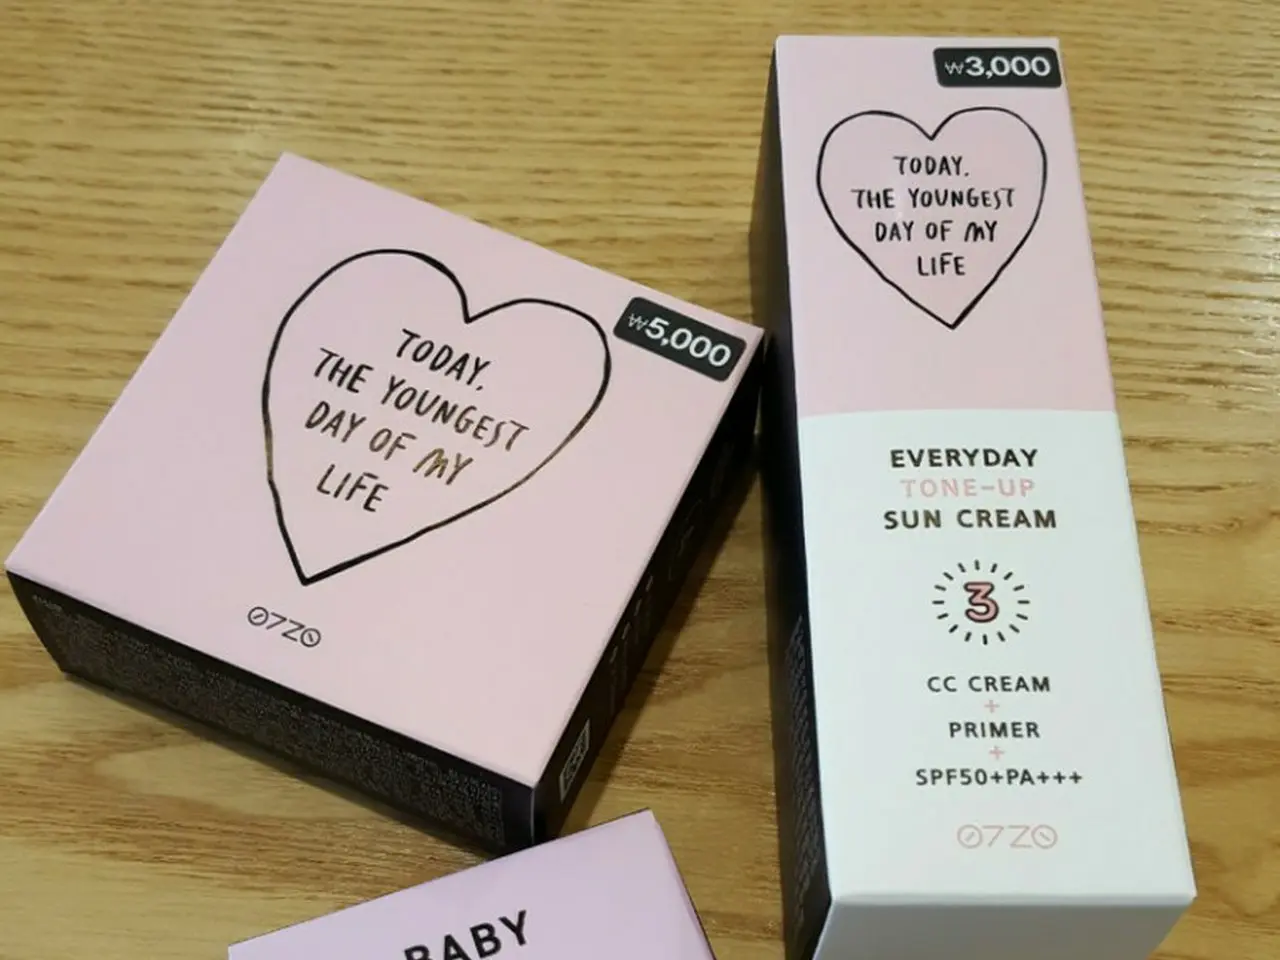 TODAY.
THE YOUNGEST
DAY OF MY
LIFE
₩5,000
07ZO
₩3,000
TODAY.
THE YOUNGEST
DAY OF MY
LIFE
EVERYDAY
TONE-UP
SUN CREAM
3
CC CREAM
+
PRIMER
+
SPF50+PA+++
07ZO
BABY